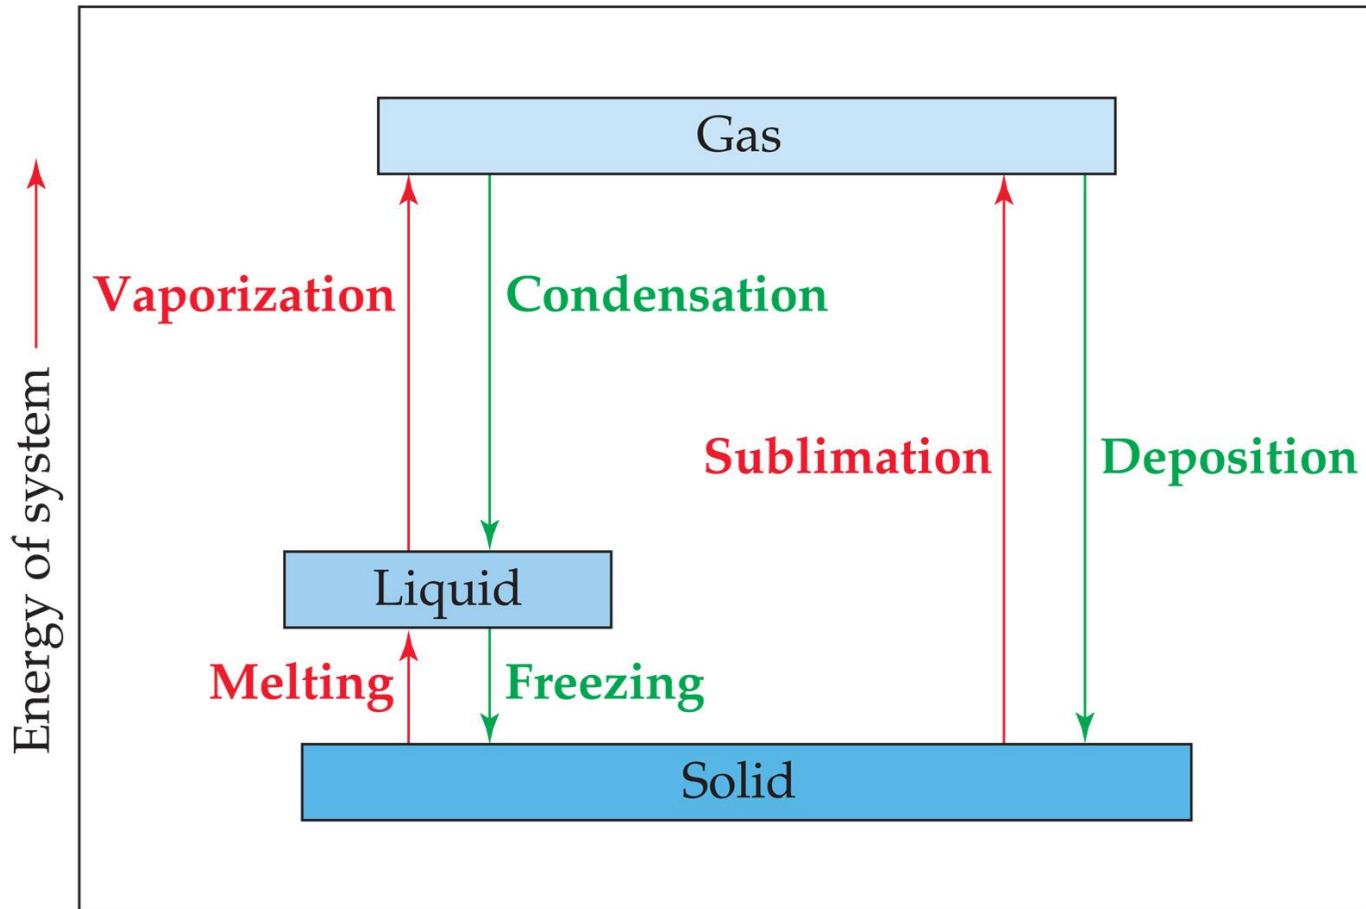 Gas
Vaporization
Condensation
Energy of system
Sublimation
Deposition
Liquid
Melting
Freezing
Solid